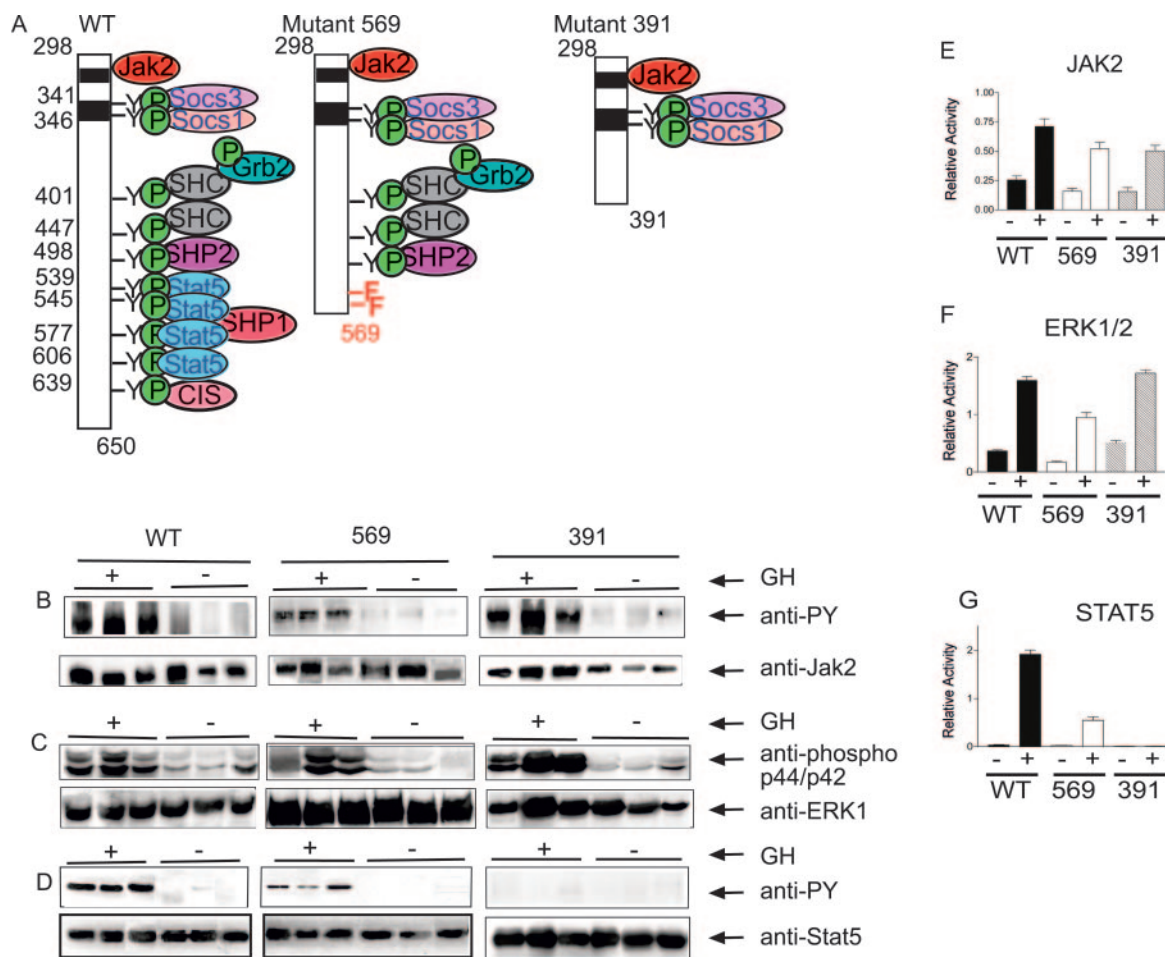 A WT Mutant 569 Mutant 391
298 298 298
Jak2 Jak2 Jak2
341 Y P Socs3 Y P Socs3 Y P Socs3
346 Y P Socs1 Y P Socs1 Y P Socs1
P Grb2 P Grb2
391
401 Y P SHC Y P SHC
447 Y P SHC Y P SHC
498 Y P SHP2 Y P SHP2
539 Y P Stat5 F
545 Y P Stat5 F
SHP1
577 Y P Stat5 569
606 Y P Stat5
639 Y P CIS
650
E JAK2
Relative Activity
1.00
0.75
0.50
0.25
0.00
- + - + - +
WT 569 391
F ERK1/2
Relative Activity
2
1
0
- + - + - +
WT 569 391
G STAT5
Relative Activity
2
1
0
- + - + - +
WT 569 391
WT 569 391
+ - + - + - GH
B anti-PY
anti-Jak2
+ - + - + - GH
C anti-phospho
p44/p42
anti-ERK1
+ - + - + - GH
D anti-PY
anti-Stat5